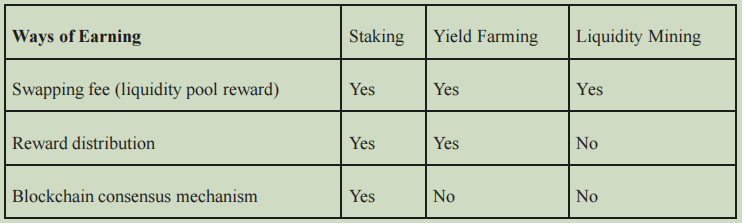 Ways of Earning Staking Yield Farming Liquidity Mining
Swapping fee (liquidity pool reward) Yes Yes Yes
Reward distribution Yes Yes No
Blockchain consensus mechanism Yes No No